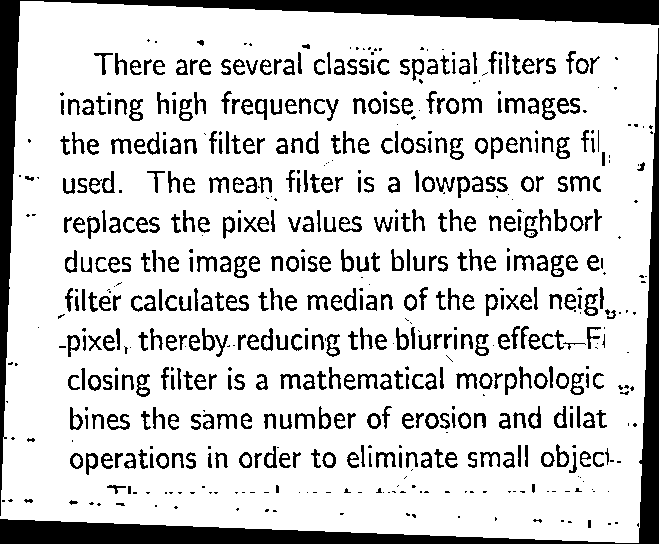 There are several classic spatial filters for
inating high frequency noise from images.
the median filter and the closing opening fil
used. The mean filter is a lowpass or smo
replaces the pixel values with the neighborh
duces the image noise but blurs the image e
filter calculates the median of the pixel neigh
pixel, thereby reducing the blurring effect. Fi
closing filter is a mathematical morphologic
bines the same number of erosion and dilat
operations in order to eliminate small object